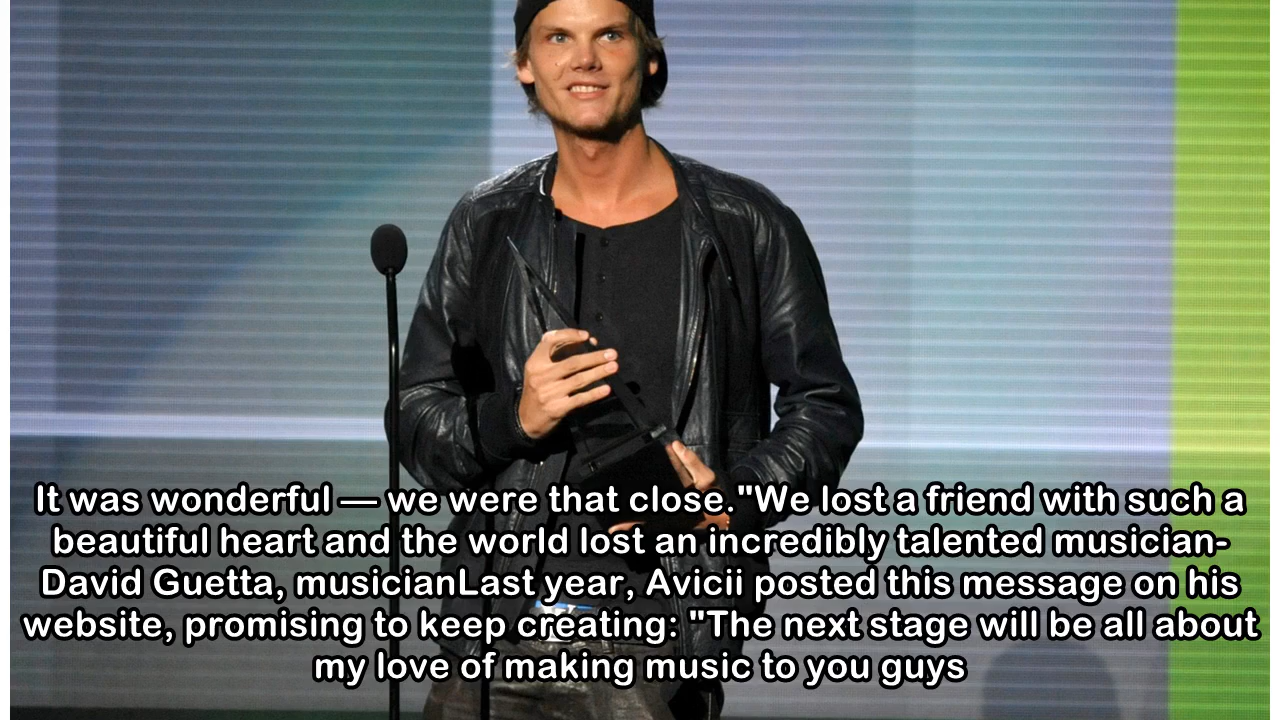 It was wonderful — we were that close."We lost a friend with such a
beautiful heart and the world lost an incredibly talented musician-
David Guetta, musicianLast year, Avicii posted this message on his
website, promising to keep creating: "The next stage will be all about
my love of making music to you guys